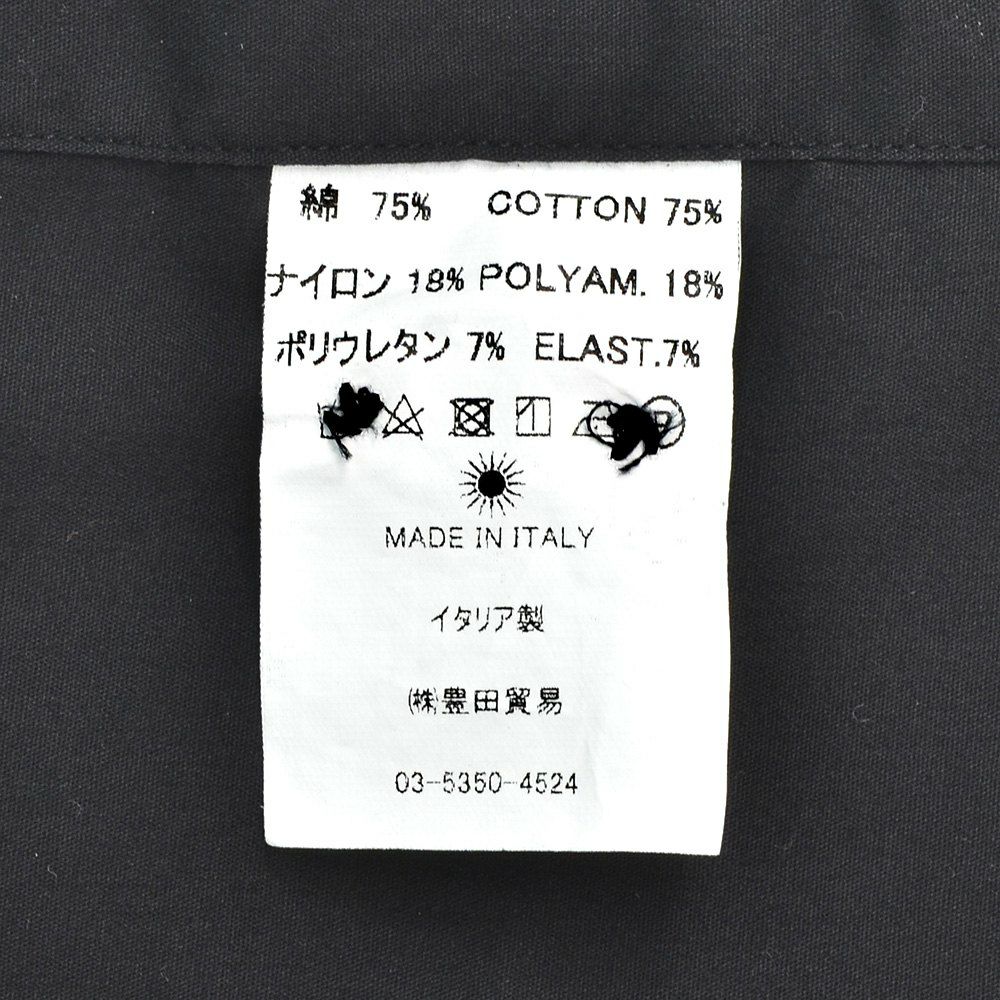 綿 75% COTTON 75%
ナイロン 18% POLYAM. 18%
ポリウレタン 7% ELAST.7%
MADE IN ITALY
イタリア製
㈱豊田貿易
03-5350-4524